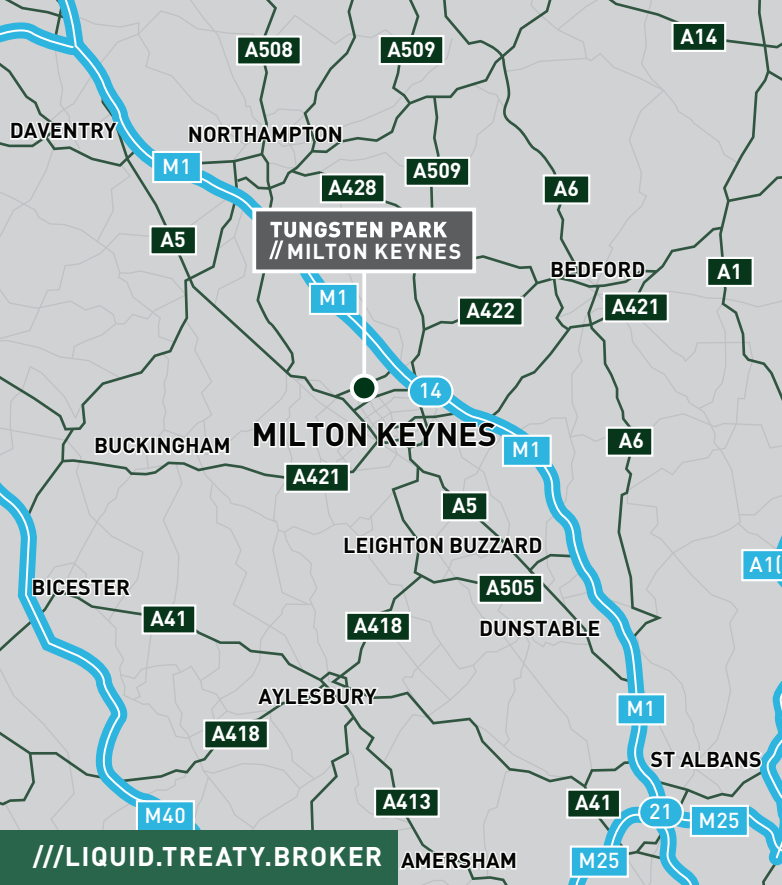 A508
A509
A14
DAVENTRY
NORTHAMPTON
M1
A509
A428
A6
TUNGSTEN PARK
// MILTON KEYNES
A5
BEDFORD
A1
M1
A422
A421
14
MILTON KEYNES
BUCKINGHAM
M1
A6
A421
A5
LEIGHTON BUZZARD
A1(
BICESTER
A505
A41
A418
DUNSTABLE
AYLESBURY
M1
A418
ST ALBANS
A413
A41
21
M40
M25
///LIQUID.TREATY.BROKER
AMERSHAM
M25